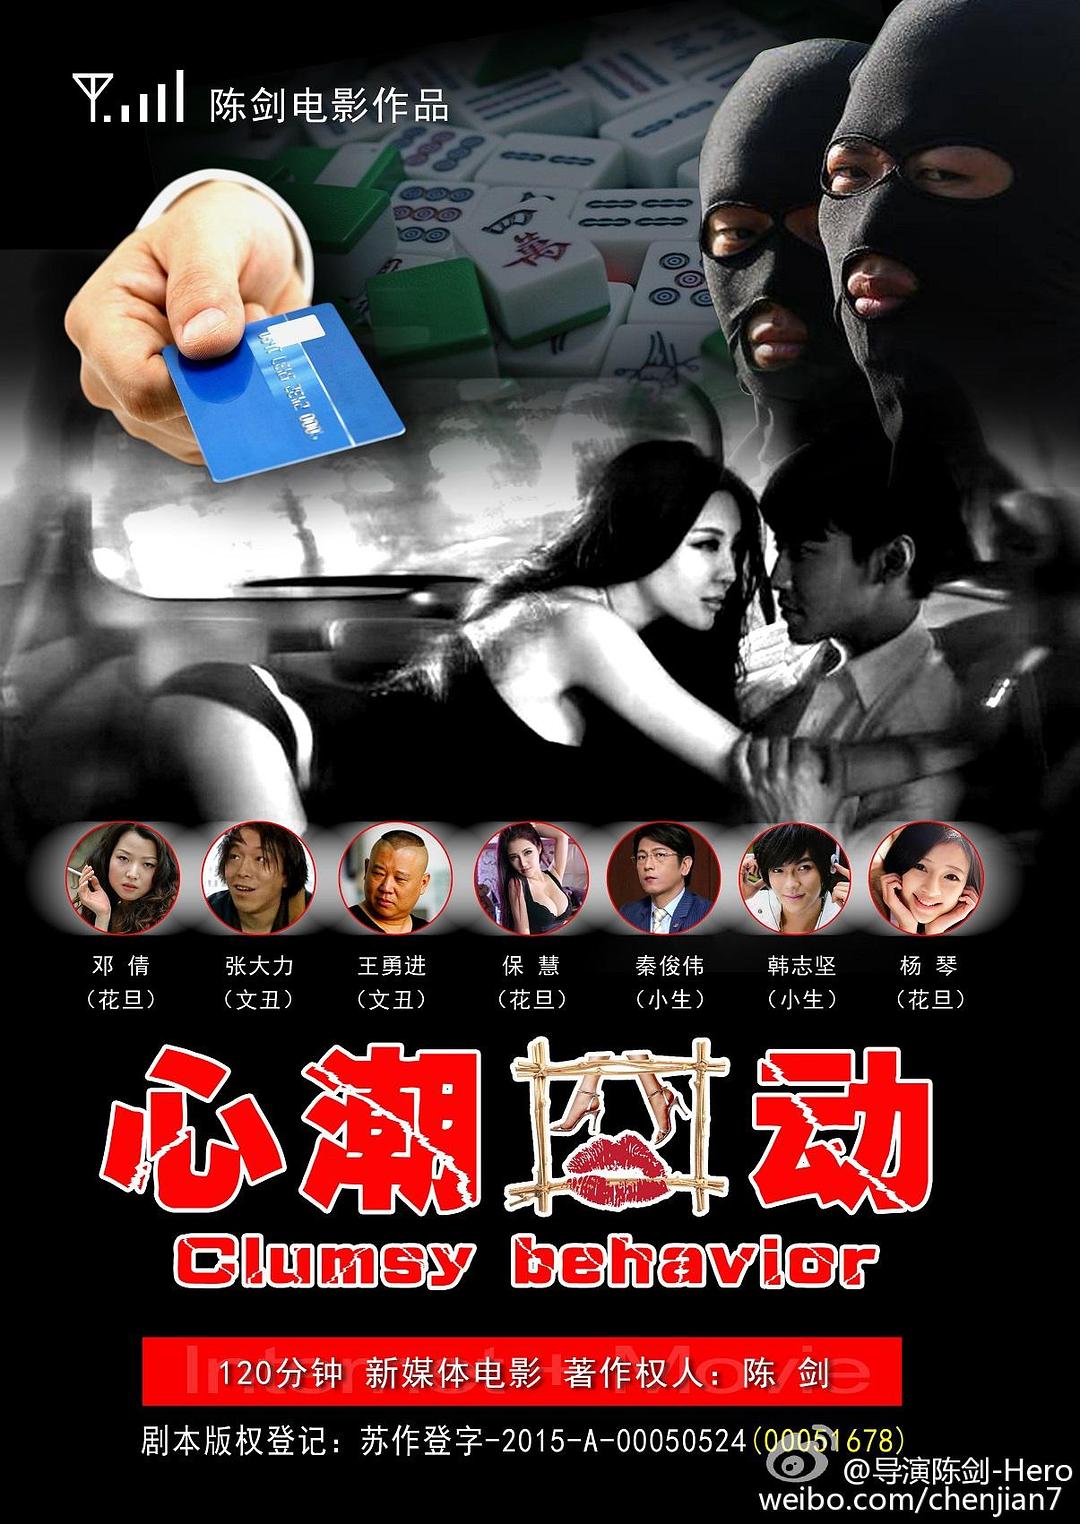 陈剑电影作品
邓 倩 张大力 王勇进 保 慧 秦俊伟 韩志坚 杨 琴
（花旦） （文丑） （文丑） （花旦） （小生） （小生） （花旦）
心潮囧动
Clumsy behavior
Internet + Movie
120分钟 新媒体电影 著作权人：陈 剑
剧本版权登记：苏作登字-2015-A-00050524(00051678)
@导演陈剑-Hero
weibo.com/chenjian7